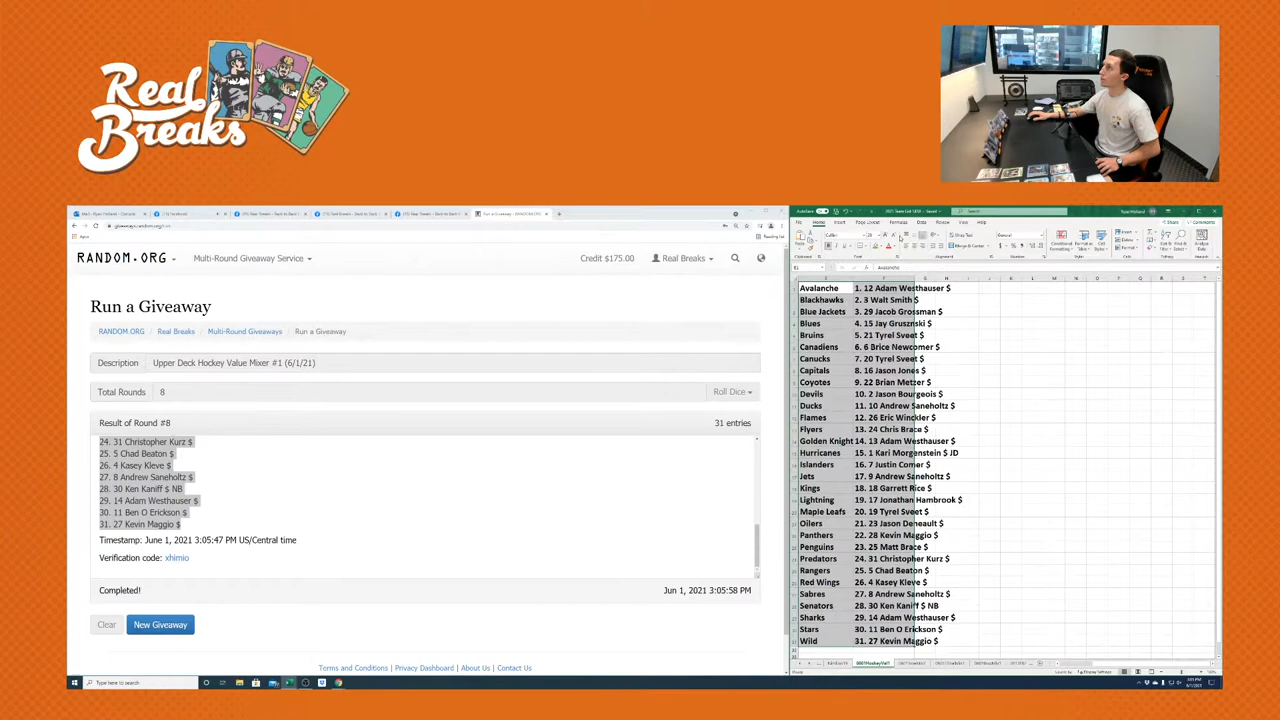 Real
Breaks
Run a Giveaway - RANDOM.ORG
giveaway.random.org
Apps
Reading list
RANDOM.ORG
Multi-Round Giveaway Service
Credit $175.00
Real Breaks
Run a Giveaway
RANDOM.ORG
Real Breaks
Multi-Round Giveaways
Run a Giveaway
Description
Upper Deck Hockey Value Mixer #1 (6/1/21)
Total Rounds
8
Roll Dice
Result of Round #8
31 entries
24. 31 Christopher Kurz $
25. 5 Chad Beaton $
26. 4 Kasey Kleve $
27. 8 Andrew Saneholtz $
28. 30 Ken Kaniff $ NB
29. 14 Adam Westhauser $
30. 11 Ben O Erickson $
31. 27 Kevin Maggio $
Timestamp: June 1, 2021 3:05:47 PM US/Central time
Verification code: xhimio
Completed!
Jun 1, 2021, 3:05:58 PM
Clear
New Giveaway
Terms and Conditions | Privacy Dashboard | About Us | Contact Us
Type here to search
Avalanche
Avalanche 1. 12 Adam Westhauser $
Blackhawks 2. 3 Walt Smith $
Blue Jackets 3. 29 Jacob Grossman $
Blues 4. 15 Jay Grusznski $
Bruins 5. 21 Tyrel Sveet $
Canadiens 6. 6 Brice Newcomer $
Canucks 7. 20 Tyrel Sveet $
Capitals 8. 16 Jason Jones $
Coyotes 9. 22 Brian Metzer $
Devils 10. 2 Jason Bourgeois $
Ducks 11. 10 Andrew Saneholtz $
Flames 12. 26 Eric Winckler $
Flyers 13. 24 Chris Brace $
Golden Knight 14. 13 Adam Westhauser $
Hurricanes 15. 1 Kari Morgenstein $ JD
Islanders 16. 7 Justin Comer $
Jets 17. 9 Andrew Saneholtz $
Kings 18. 18 Garrett Rice $
Lightning 19. 17 Jonathan Hambrook $
Maple Leafs 20. 19 Tyrel Sveet $
Oilers 21. 23 Jason Deneault $
Panthers 22. 28 Kevin Maggio $
Penguins 23. 25 Matt Brace $
Predators 24. 31 Christopher Kurz $
Rangers 25. 5 Chad Beaton $
Red Wings 26. 4 Kasey Kleve $
Sabres 27. 8 Andrew Saneholtz $
Senators 28. 30 Ken Kaniff $ NB
Sharks 29. 14 Adam Westhauser $
Stars 30. 11 Ben O Erickson $
Wild 31. 27 Kevin Maggio $